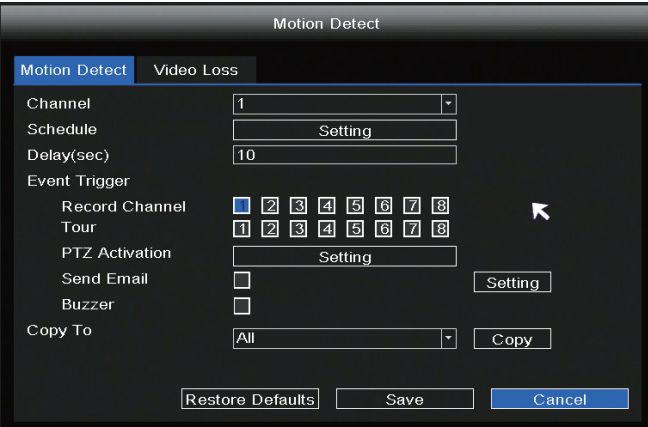 Motion Detect
Motion Detect Video Loss
Channel 1
Schedule Setting
Delay(sec) 10
Event Trigger
Record Channel 1 2 3 4 5 6 7 8
Tour 1 2 3 4 5 6 7 8
PTZ Activation Setting
Send Email Setting
Buzzer
Copy To All Copy
Restore Defaults Save Cancel